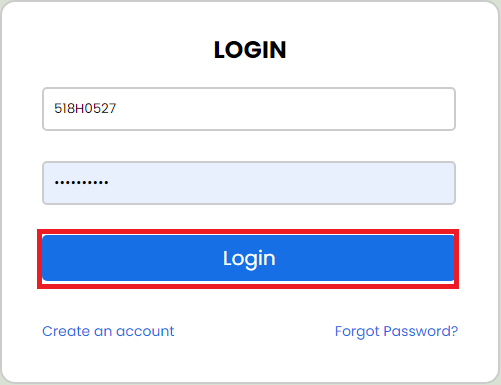 LOGIN
518H0527
••••••••••
Login
Create an account Forgot Password?